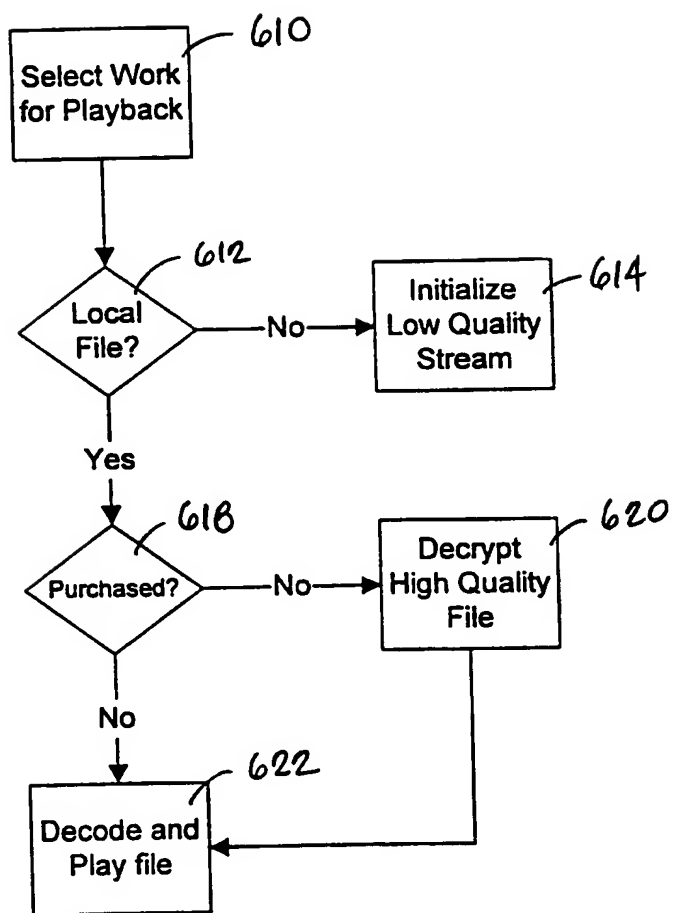 610
Select Work
for Playback
612
Local
File?
No
614
Initialize
Low Quality
Stream
Yes
618
Purchased?
No
620
Decrypt
High Quality
File
No
622
Decode and
Play file